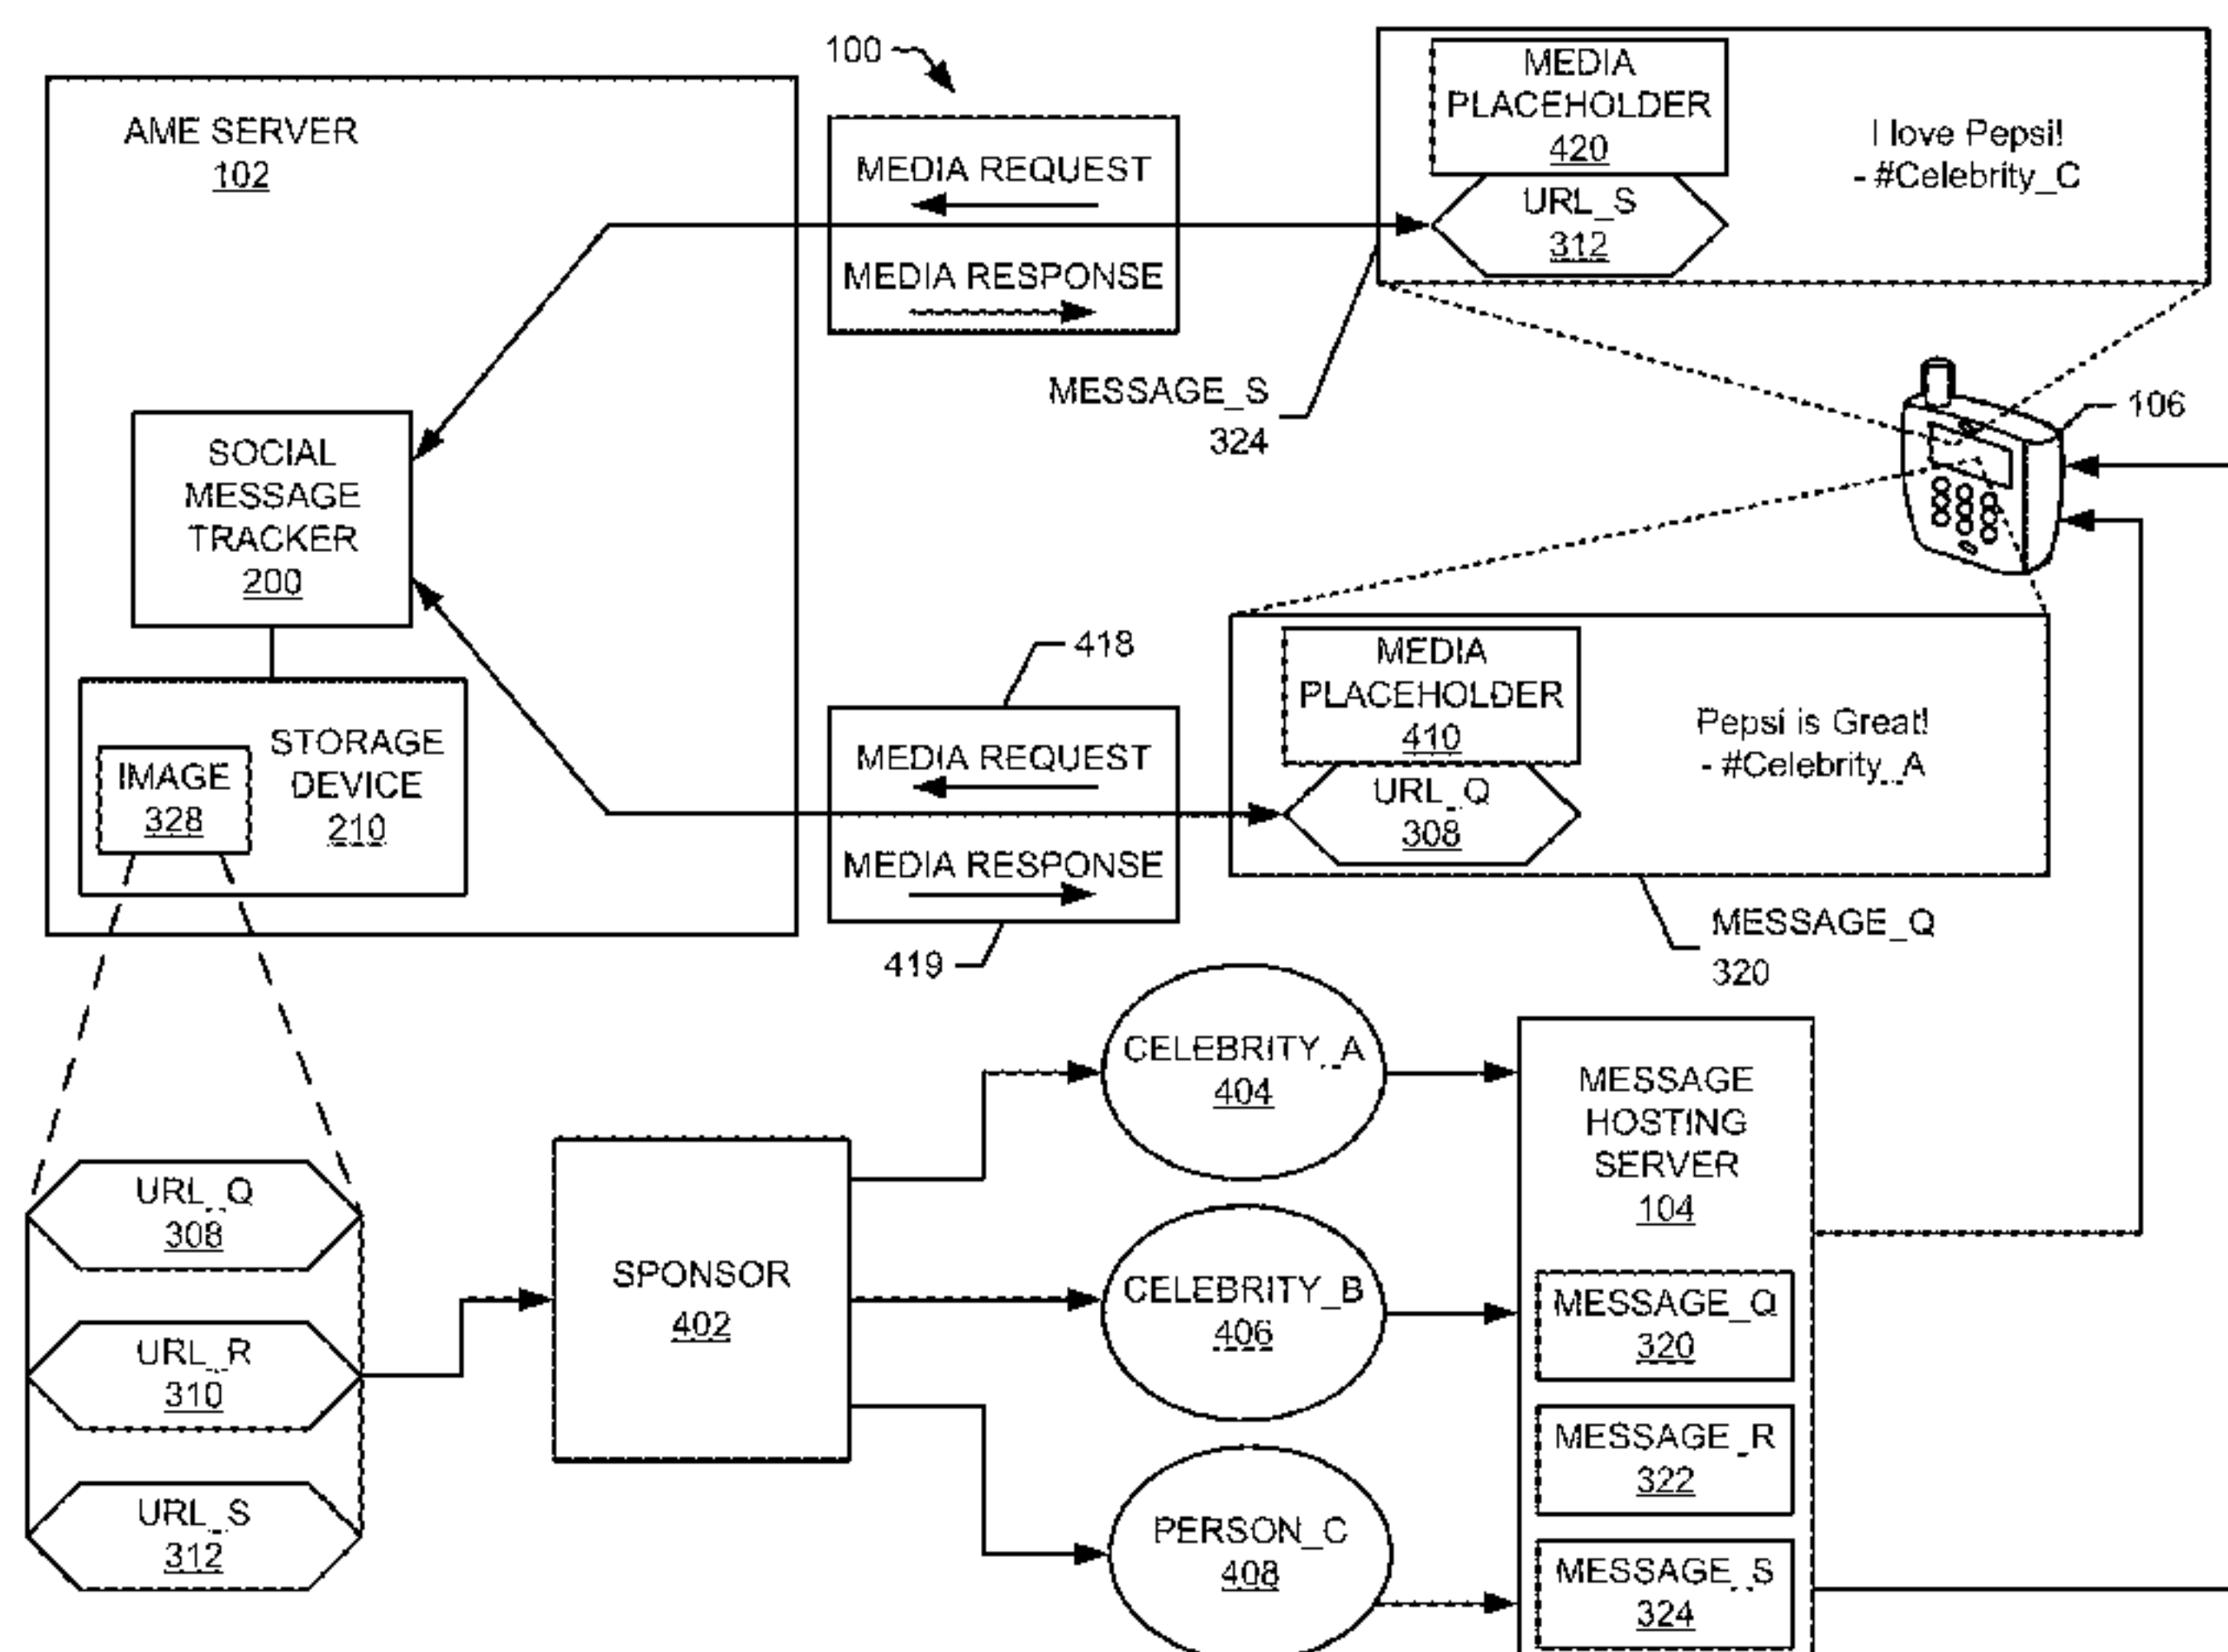 100
AME SERVER
102
MEDIA REQUEST
MEDIA RESPONSE
MEDIA
PLACEHOLDER
420
URL_S
312
I love Pepsi!
- #Celebrity_C
MESSAGE_S
324
106
SOCIAL
MESSAGE
TRACKER
200
STORAGE
DEVICE
210
IMAGE
328
418
MEDIA REQUEST
MEDIA RESPONSE
419
MEDIA
PLACEHOLDER
410
URL_Q
308
Pepsi is Great!
- #Celebrity_A
MESSAGE_Q
320
URL_Q
308
URL_R
310
URL_S
312
SPONSOR
402
CELEBRITY_A
404
CELEBRITY_B
406
PERSON_C
408
MESSAGE
HOSTING
SERVER
104
MESSAGE_Q
320
MESSAGE_R
322
MESSAGE_S
324